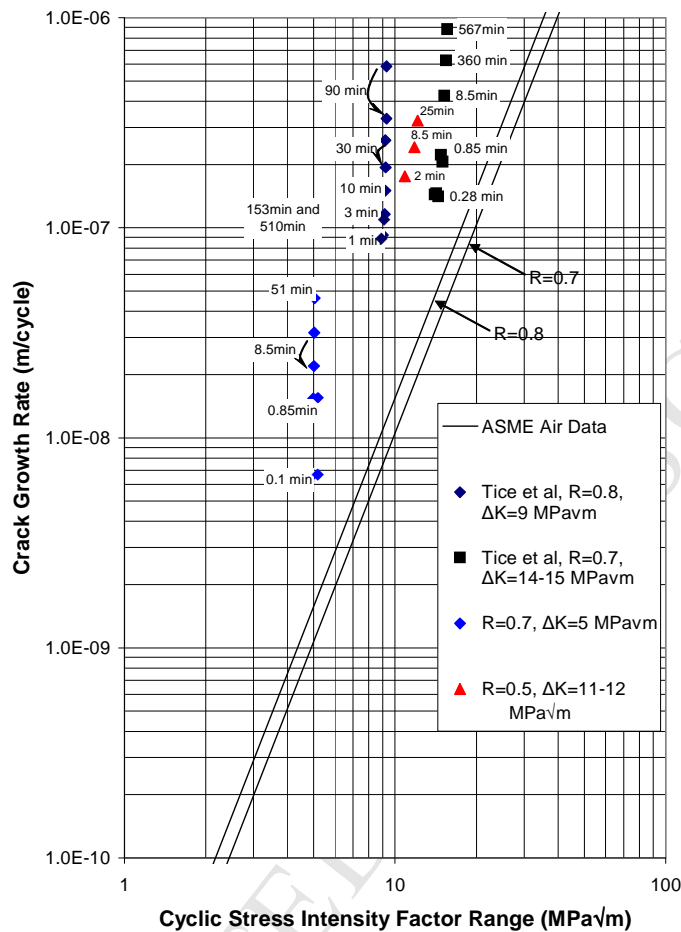 1.0E-06
1.0E-07
1.0E-08
1.0E-09
1.0E-10
Crack Growth Rate (m/cycle)
567min
360 min
90 min
8.5min
25min
8.5 min
30 min
0.85 min
10 min
2 min
0.28 min
153min and
510min
3 min
1 min
R=0.7
51 min
R=0.8
8.5min
0.85min
0.1 min
ASME Air Data
Tice et al, R=0.8,
ΔK=9 MPavm
Tice et al, R=0.7,
ΔK=14-15 MPavm
R=0.7, ΔK=5 MPavm
R=0.5, ΔK=11-12
MPa√m
1
10
100
Cyclic Stress Intensity Factor Range (MPa√m)